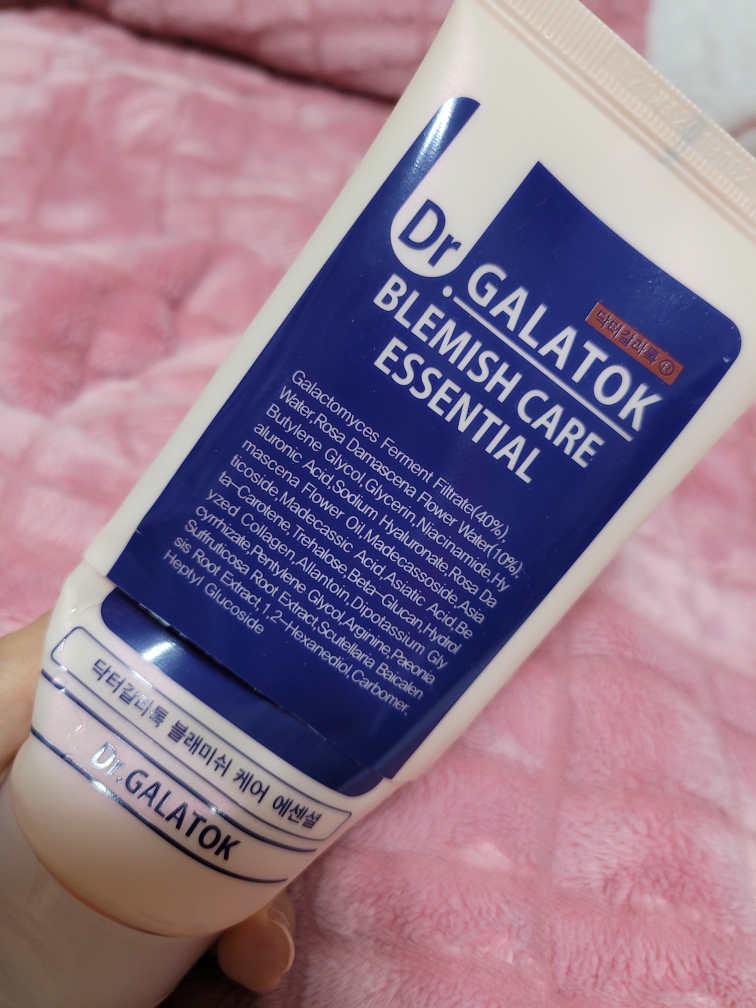 Dr.
GALATOK
닥터갈라톡 ®
BLEMISH CARE
ESSENTIAL
Galactomyces Ferment Filtrate(40%),
Water,Rosa Damascena Flower Water(10%),
Butylene Glycol,Glycerin,Niacinamide,Hy
aluronic Acid,Sodium Hyaluronate,Rosa Da
mascena Flower Oil,Madecassoside,Asia
ticoside,Madecassic Acid,Asiatic Acid,Be
ta-Carotene,Trehalose,Beta-Glucan,Hydrol
yzed Collagen,Allantoin,Dipotassium Gly
cyrrhizate,Pentylene Glycol,Arginine,Paeonia
Suffruticosa Root Extract,Scutellaria Baicalen
sis Root Extract,1,2-Hexanediol,Carbomer,
Heptyl Glucoside
닥터갈라톡 블래미쉬 케어 에센셜
Dr.GALATOK